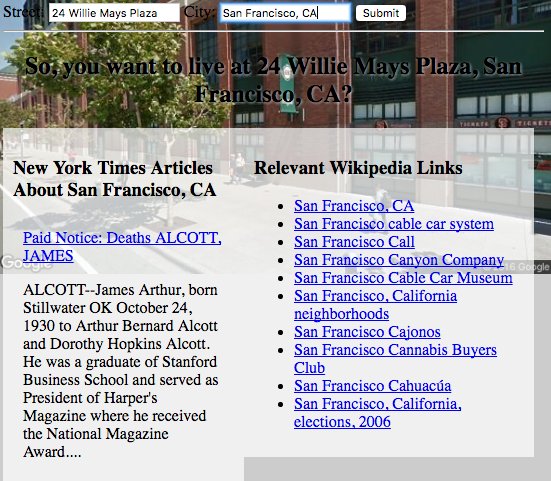 Street: 24 Willie Mays Plaza City: San Francisco, CA Submit
So, you want to live at 24 Willie Mays Plaza, San
Francisco, CA?
New York Times Articles
About San Francisco, CA
Paid Notice: Deaths ALCOTT,
JAMES
ALCOTT--James Arthur, born
Stillwater OK October 24,
1930 to Arthur Bernard Alcott
and Dorothy Hopkins Alcott.
He was a graduate of Stanford
Business School and served as
President of Harper's
Magazine where he received
the National Magazine
Award....
Relevant Wikipedia Links
San Francisco, CA
San Francisco cable car system
San Francisco Call
San Francisco Canyon Company
San Francisco Cable Car Museum
San Francisco, California
neighborhoods
San Francisco Cajonos
San Francisco Cannabis Buyers
Club
San Francisco Cahuacúa
San Francisco, California,
elections, 2006
TICKETS
Google
16 Google